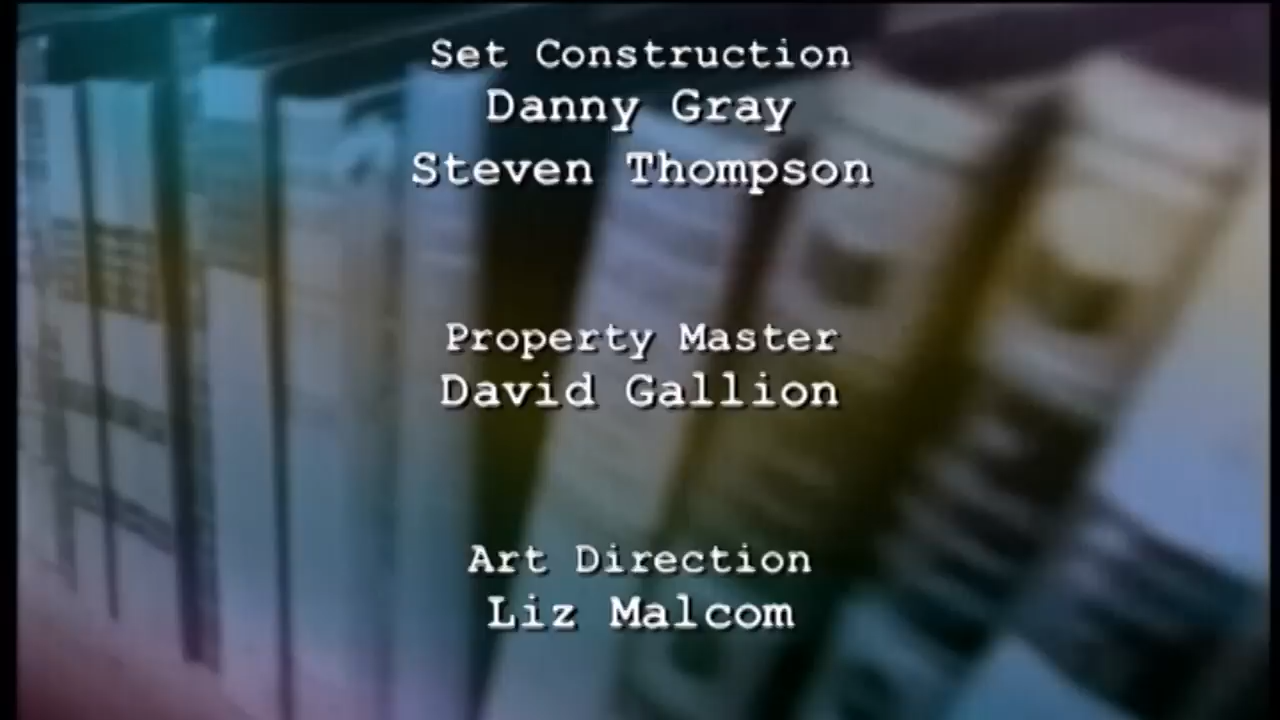 Set Construction
Danny Gray
Steven Thompson
Property Master
David Gallion
Art Direction
Liz Malcom